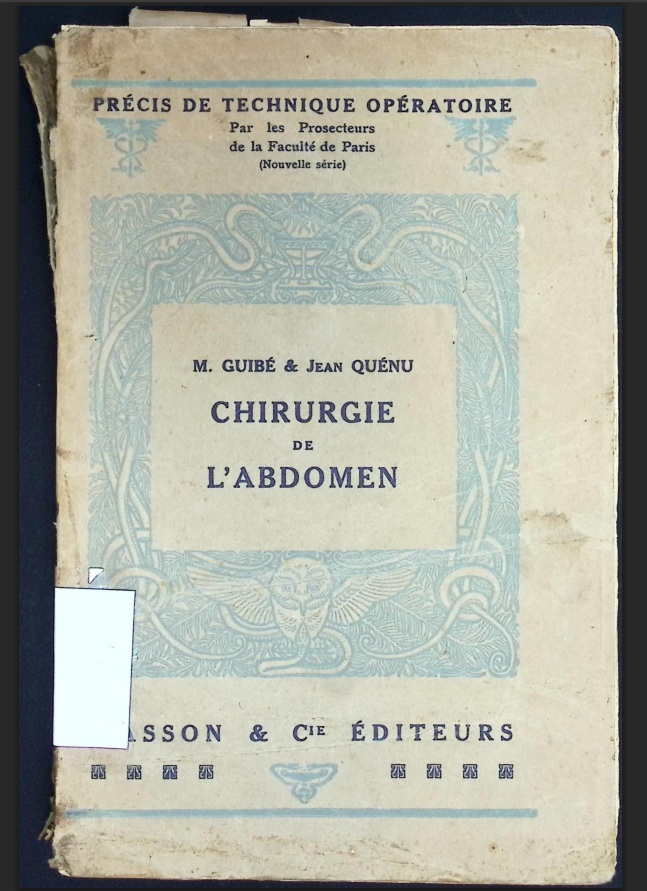 PRÉCIS DE TECHNIQUE OPÉRATOIRE
Par les Prosecteurs
de la Faculté de Paris
(Nouvelle série)
M. GUIBÉ & JEAN QUÉNU
CHIRURGIE
DE
L'ABDOMEN
ASSON & CIE ÉDITEURS